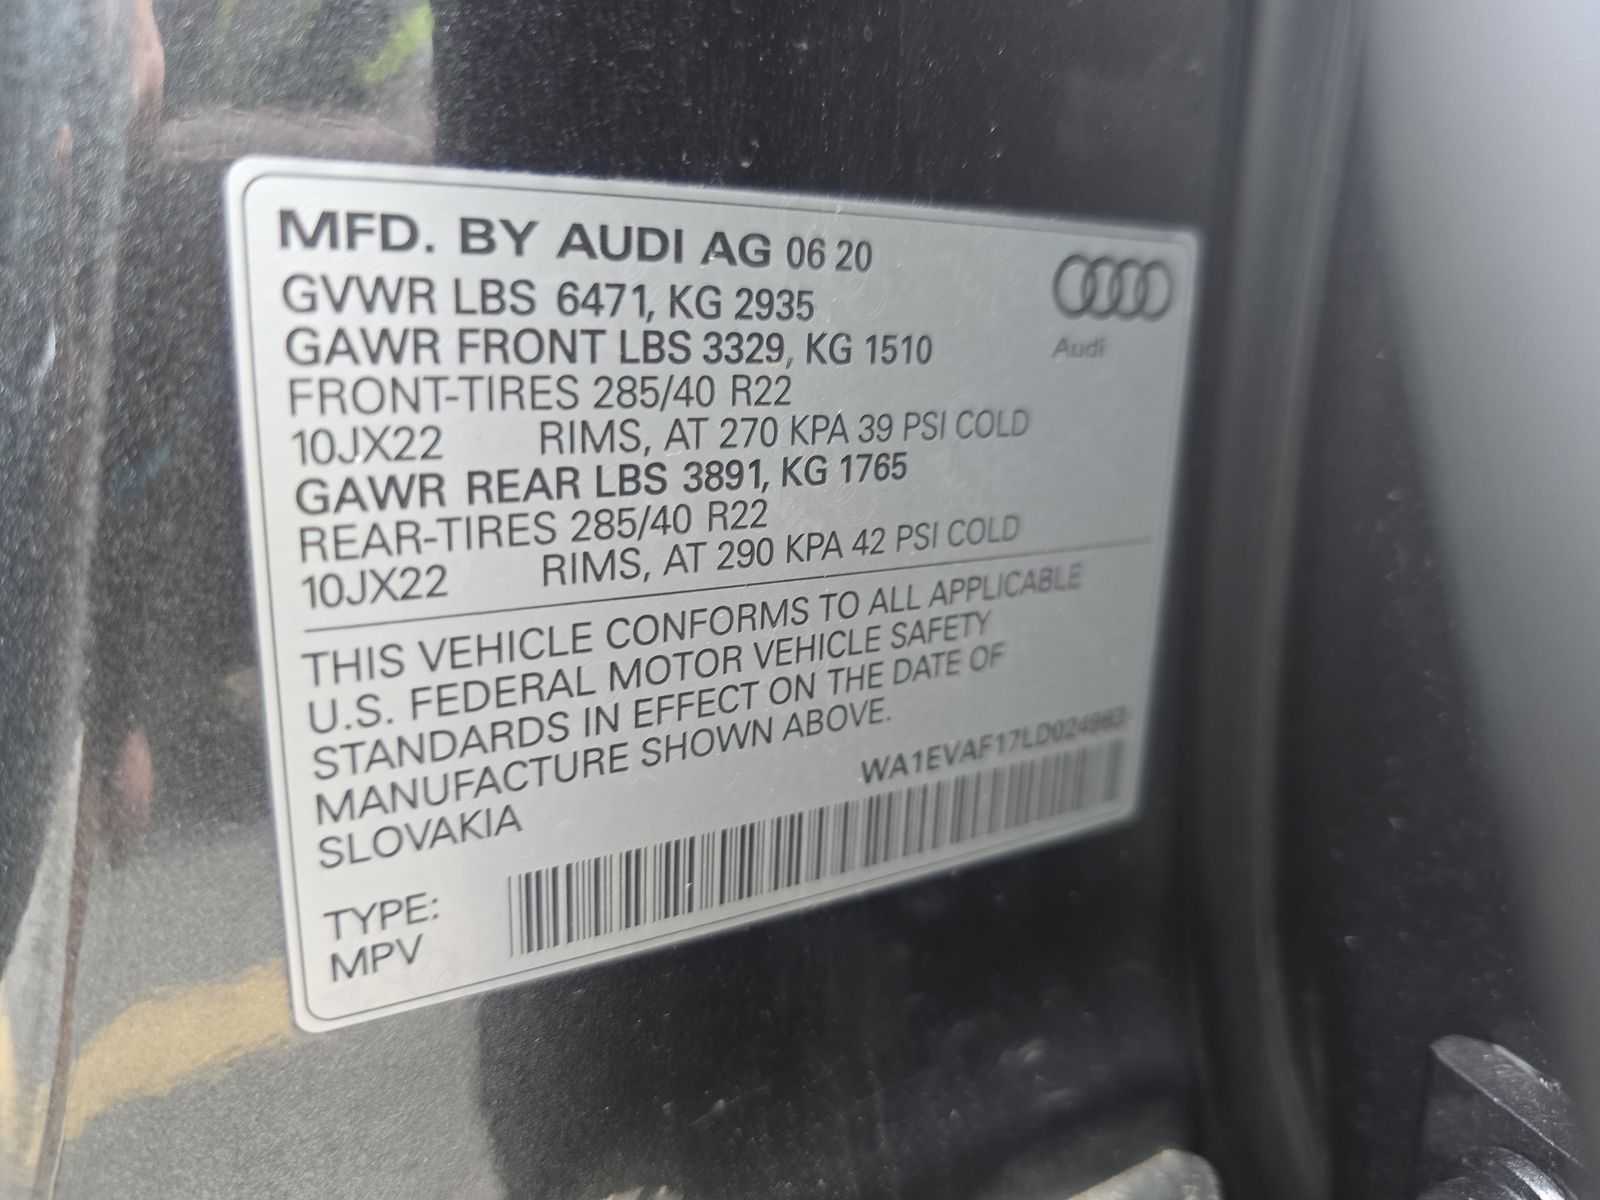 MFD. BY AUDI AG 06 20
GVWR LBS 6471, KG 2935
GAWR FRONT LBS 3329, KG 1510
FRONT-TIRES 285/40 R22
10JX22 RIMS, AT 270 KPA 39 PSI COLD
GAWR REAR LBS 3891, KG 1765
REAR-TIRES 285/40 R22
10JX22 RIMS, AT 290 KPA 42 PSI COLD
Audi
THIS VEHICLE CONFORMS TO ALL APPLICABLE
U.S. FEDERAL MOTOR VEHICLE SAFETY
STANDARDS IN EFFECT ON THE DATE OF
MANUFACTURE SHOWN ABOVE.
SLOVAKIA
WA1EVAF17LD024963
TYPE:
MPV